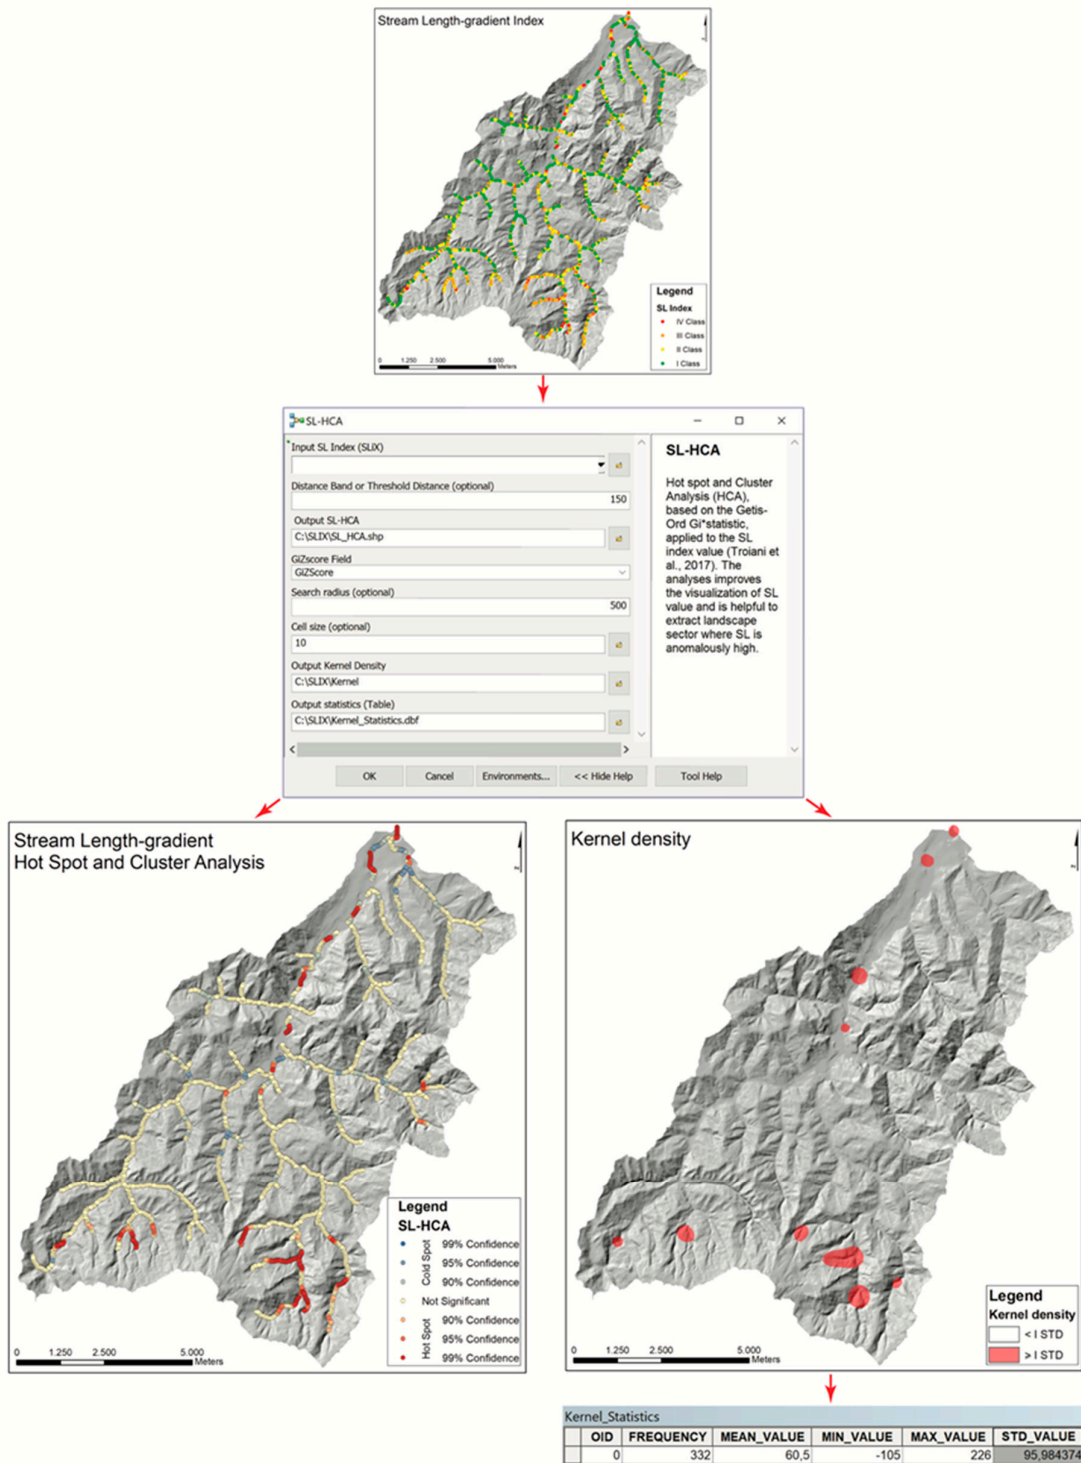 Stream Length-gradient Index
Legend
SL Index
IV Class
III Class
II Class
I Class
0 1.250 2.500 5.000
Meters
SL-HCA
Input SL Index (SLiX)
Distance Band or Threshold Distance (optional)
150
Output SL-HCA
C:\SLIX\SL_HCA.shp
GiZscore Field
GiZScore
Search radius (optional)
500
Cell size (optional)
10
Output Kernel Density
C:\SLIX\Kernel
Output statistics (Table)
C:\SLIX\Kernel_Statistics.dbf
OK Cancel Environments... << Hide Help Tool Help
SL-HCA
Hot spot and Cluster
Analysis (HCA),
based on the Getis-
Ord Gi*statistic,
applied to the SL
index value (Troiani et
al., 2017). The
analyses improves
the visualization of SL
value and is helpful to
extract landscape
sector where SL is
anomalously high.
Stream Length-gradient
Hot Spot and Cluster Analysis
Legend
SL-HCA
Cold Spot
99% Confidence
95% Confidence
90% Confidence
Not Significant
Hot Spot
90% Confidence
95% Confidence
99% Confidence
0 1.250 2.500 5.000
Meters
Kernel density
Legend
Kernel density
< I STD
> I STD
0 1.250 2.500 5.000
Meters
Kernel_Statistics
OID FREQUENCY MEAN_VALUE MIN_VALUE MAX_VALUE STD_VALUE
0 332 60,5 -105 226 95,984374